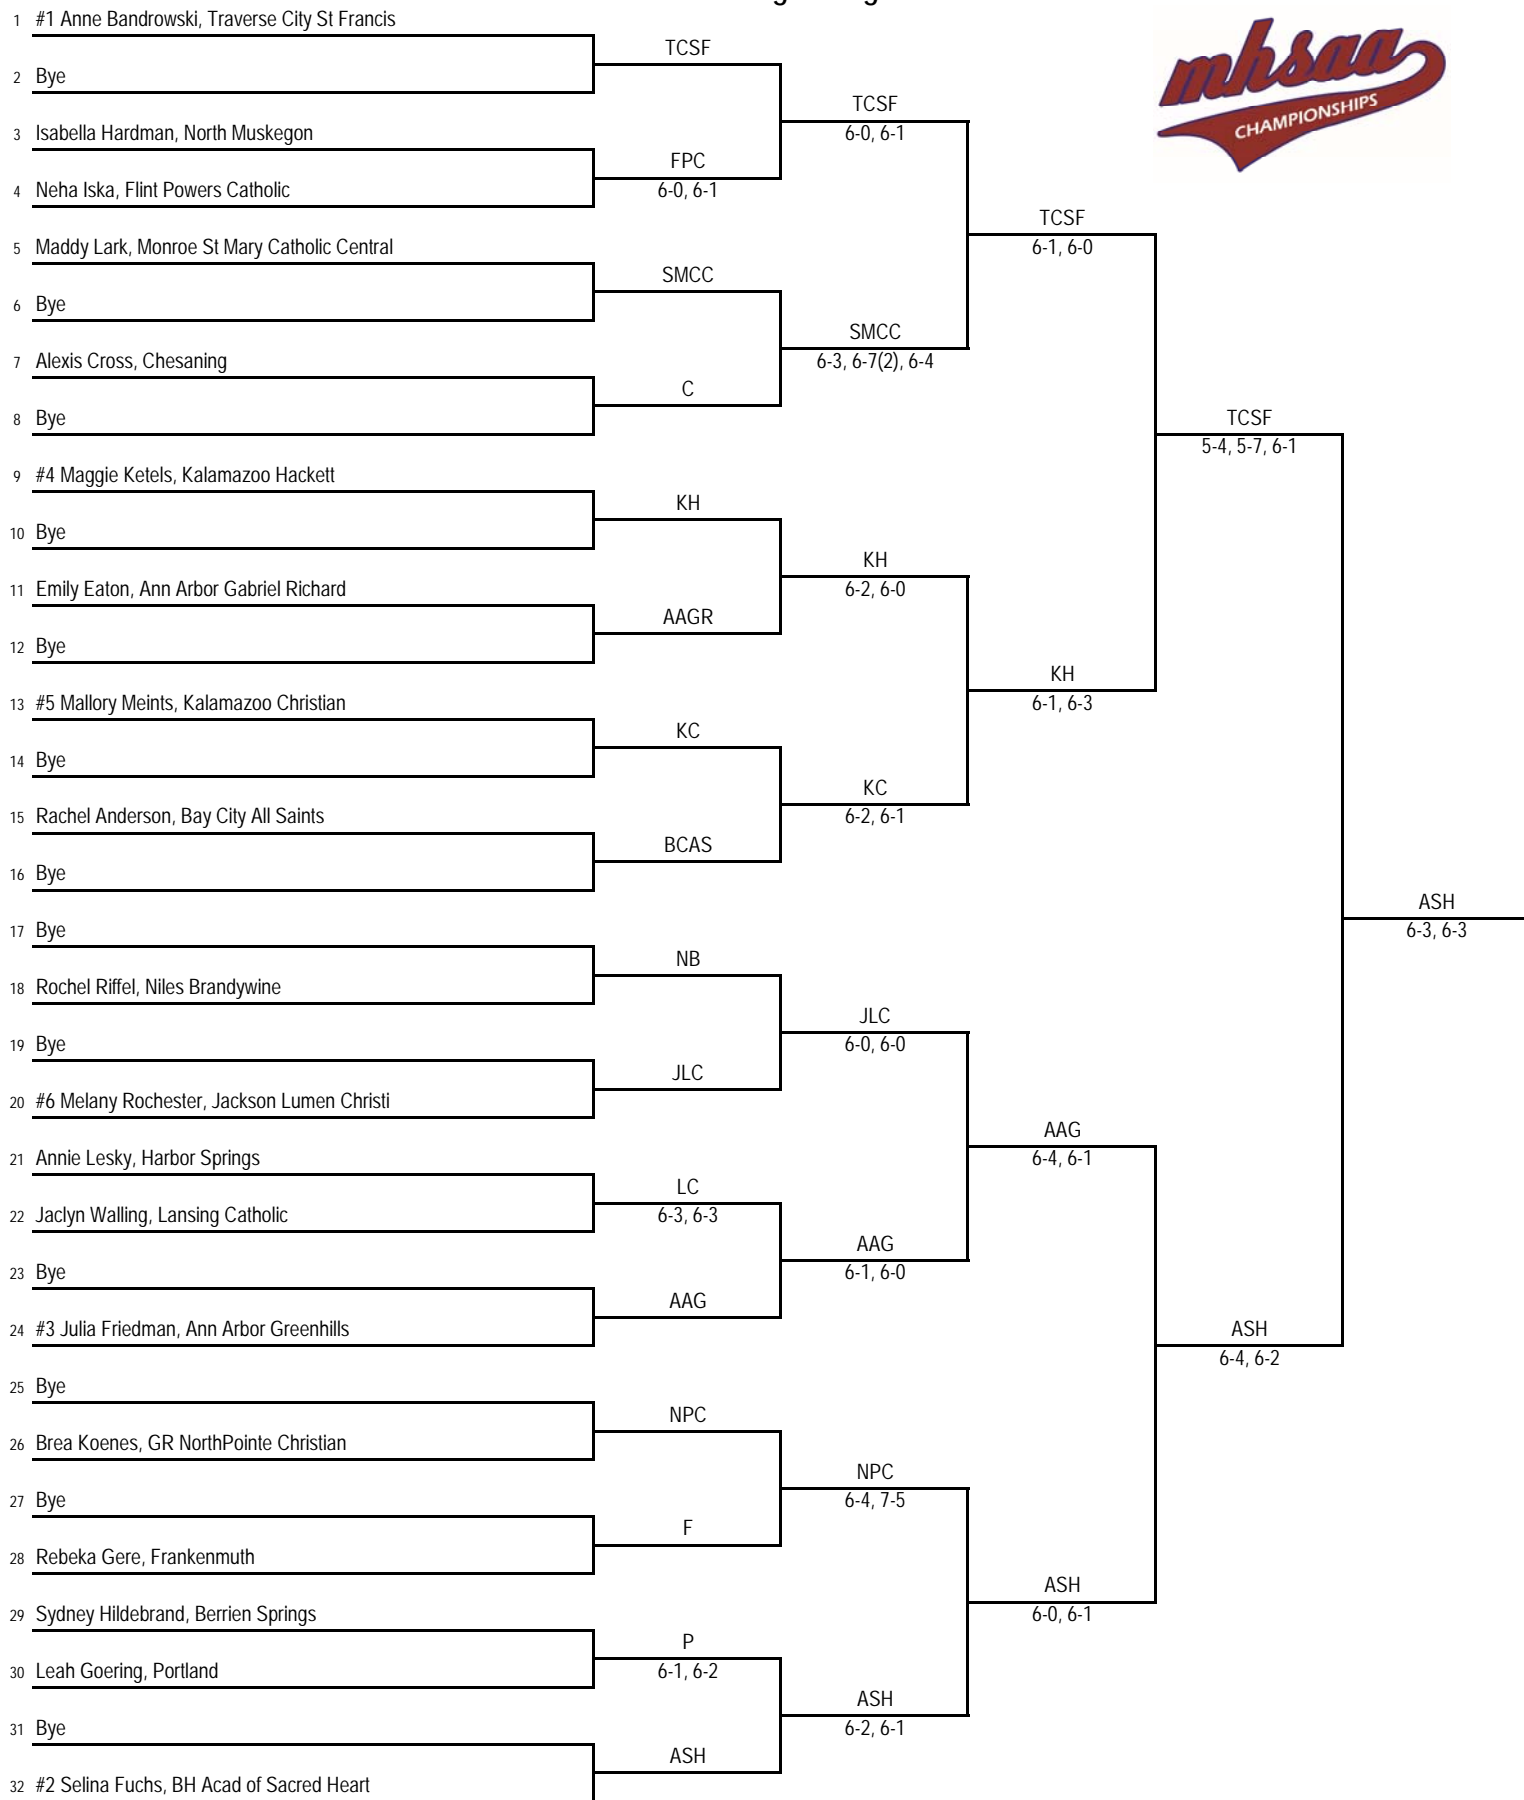 1 #1 Anne Bandrowski, Traverse City St Francis
TCSF
2 Bye
TCSF
6-0, 6-1
3 Isabella Hardman, North Muskegon
FPC
6-0, 6-1
4 Neha Iska, Flint Powers Catholic
TCSF
6-1, 6-0
5 Maddy Lark, Monroe St Mary Catholic Central
SMCC
6 Bye
SMCC
6-3, 6-7(2), 6-4
7 Alexis Cross, Chesaning
C
8 Bye
TCSF
5-4, 5-7, 6-1
9 #4 Maggie Ketels, Kalamazoo Hackett
KH
10 Bye
KH
6-2, 6-0
11 Emily Eaton, Ann Arbor Gabriel Richard
AAGR
12 Bye
KH
6-1, 6-3
13 #5 Mallory Meints, Kalamazoo Christian
KC
14 Bye
KC
6-2, 6-1
15 Rachel Anderson, Bay City All Saints
BCAS
16 Bye
ASH
6-3, 6-3
17 Bye
NB
18 Rochel Riffel, Niles Brandywine
JLC
6-0, 6-0
19 Bye
JLC
20 #6 Melany Rochester, Jackson Lumen Christi
AAG
6-4, 6-1
21 Annie Lesky, Harbor Springs
LC
6-3, 6-3
22 Jaclyn Walling, Lansing Catholic
AAG
6-1, 6-0
23 Bye
AAG
24 #3 Julia Friedman, Ann Arbor Greenhills
ASH
6-4, 6-2
25 Bye
NPC
26 Brea Koenes, GR NorthPointe Christian
NPC
6-4, 7-5
27 Bye
F
28 Rebeka Gere, Frankenmuth
ASH
6-0, 6-1
29 Sydney Hildebrand, Berrien Springs
P
6-1, 6-2
30 Leah Goering, Portland
ASH
6-2, 6-1
31 Bye
ASH
32 #2 Selina Fuchs, BH Acad of Sacred Heart
mhsaa
CHAMPIONSHIPS